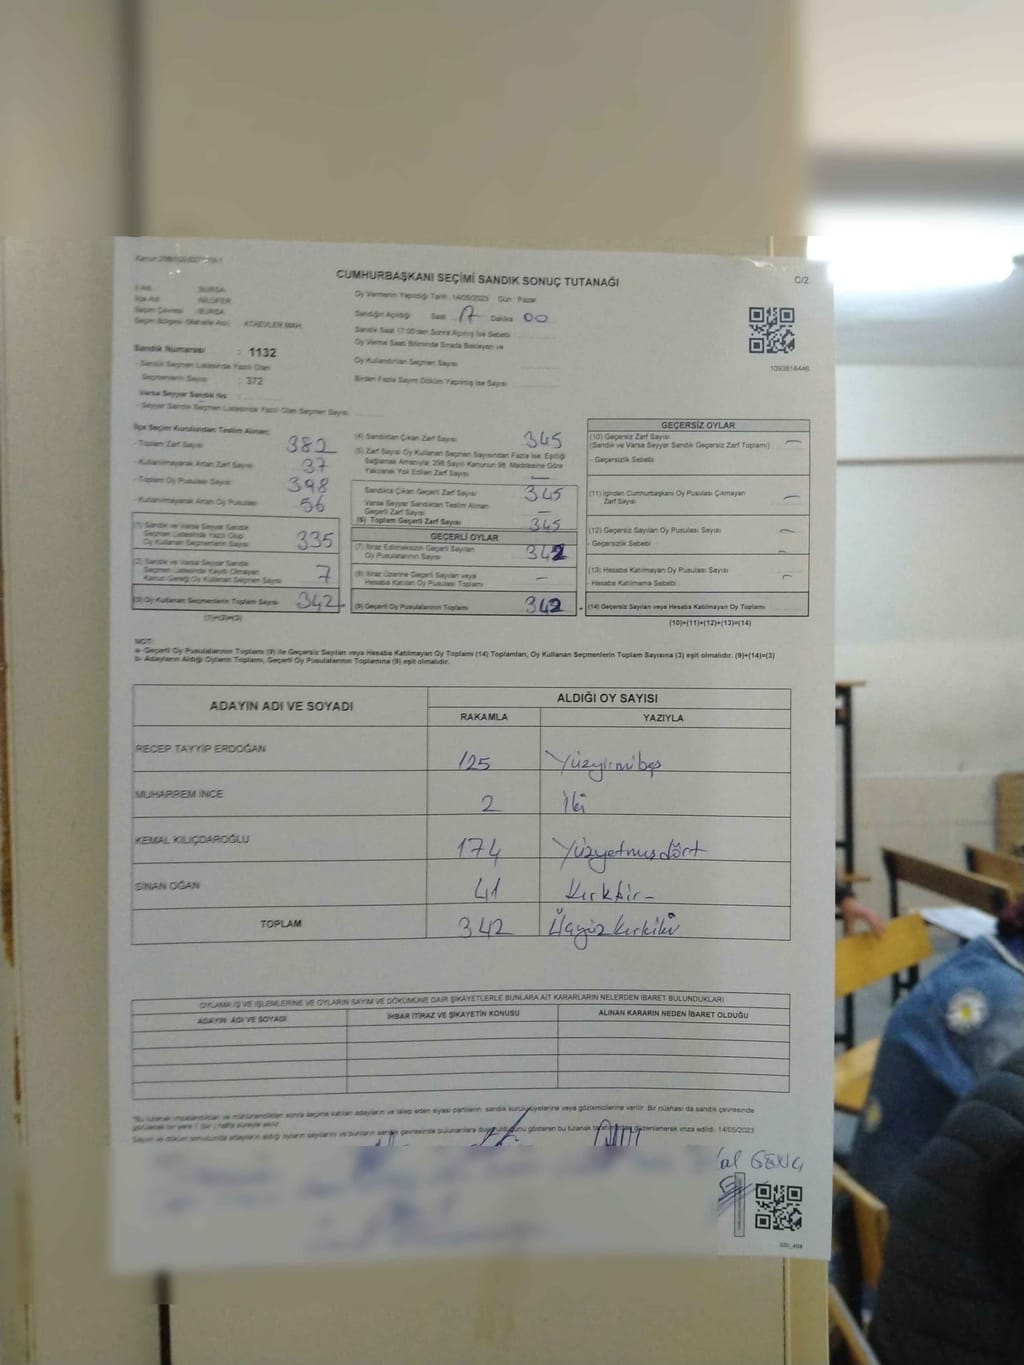 C/2
CUMHURBAŞKANI SEÇİMİ SANDIK SONUÇ TUTANAĞI
İli Adı : BURSA
İlçe Adı : NİLÜFER
Seçim Çevresi : BURSA
Seçim Bölgesi (Mahalle Adı) : ATAEVLER MAH.
Sandık Numarası : 1132
- Sandık Seçmen Listesinde Yazılı Olan
Seçmenlerin Sayısı : 372
Varsa Seyyar Sandık No :
- Seyyar Sandık Seçmen Listesinde Yazılı Olan Seçmen Sayısı
Oy Vermenin Yapıldığı Tarih : 14/05/2023 Gün : Pazar
Sandığın Açıldığı Saat 17 Dakika 00
Sandık Saat 17:00'den Sonra Açılmış İse Sebebi
Oy Verme Saati Bitiminde Sırada Bekleyen ve
Oy Kullandırılan Seçmen Sayısı
Birden Fazla Sayım Döküm Yapılmış İse Sayısı
1093818446
İlçe Seçim Kurulundan Teslim Alınan:
- Toplam Zarf Sayısı 382
- Kullanılmayarak Artan Zarf Sayısı 37
- Toplam Oy Pusulası 398
- Kullanılmayarak Artan Oy Pusulası 56
(1) Sandık ve Varsa Seyyar Sandık
Seçmen Listesinde Yazılı Olup
Oy Kullanan Seçmenlerin Sayısı 335
(2) Sandık ve Varsa Seyyar Sandık
Seçmen Listesinde Kaydı Olmayan
Kanun Gereği Oy Kullanan Seçmen Sayısı 7
(3) Oy Kullanan Seçmenlerin Toplam Sayısı 342
(1)+(2)=(3)
(4) Sandıktan Çıkan Zarf Sayısı 345
(5) Zarf Sayısı Oy Kullanan Seçmen Sayısından Fazla İse, Eşitliği
Sağlamak Amacıyla; 298 Sayılı Kanunun 98. Maddesine Göre
Yakılarak Yok Edilen Zarf Sayısı —
Sandıkta Çıkan Geçerli Zarf Sayısı 345
Varsa Seyyar Sandıktan Teslim Alınan
Geçerli Zarf Sayısı —
(6) Toplam Geçerli Zarf Sayısı 345
GEÇERLİ OYLAR
(7) İtiraz Edilmeksizin Geçerli Sayılan
Oy Pusulalarının Sayısı 342
(8) İtiraz Üzerine Geçerli Sayılan veya
Hesaba Katılan Oy Pusulası Toplamı —
(9) Geçerli Oy Pusulalarının Toplamı 342
GEÇERSİZ OYLAR
(10) Geçersiz Zarf Sayısı
(Sandık ve Varsa Seyyar Sandık Geçersiz Zarf Toplamı) —
- Geçersizlik Sebebi
(11) İçinden Cumhurbaşkanı Oy Pusulası Çıkmayan
Zarf Sayısı —
(12) Geçersiz Sayılan Oy Pusulası Sayısı —
- Geçersizlik Sebebi —
(13) Hesaba Katılmayan Oy Pusulası Sayısı
- Hesaba Katılmama Sebebi —
(14) Geçersiz Sayılan veya Hesaba Katılmayan Oy Toplamı
(10)+(11)+(12)+(13)=(14)
NOT:
a- Geçerli Oy Pusulalarının Toplamı (9) ile Geçersiz Sayılan veya Hesaba Katılmayan Oy Toplamı (14) Toplamları, Oy Kullanan Seçmenlerin Toplam Sayısına (3) eşit olmalıdır. (9)+(14)=(3)
b- Adayların Aldığı Oyların Toplamı, Geçerli Oy Pusulalarının Toplamına (9) eşit olmalıdır.
ADAYIN ADI VE SOYADI
ALDIĞI OY SAYISI
RAKAMLA YAZIYLA
RECEP TAYYİP ERDOĞAN 125 Yüzyirmibeş
MUHARREM İNCE 2 İki
KEMAL KILIÇDAROĞLU 174 Yüzyetmişdört
SİNAN OĞAN 41 Kırkbir
TOPLAM 342 Üçyüzkırkiki
OYLAMA İŞ VE İŞLEMLERİNE VE OYLARIN SAYIM VE DÖKÜMÜNE DAİR ŞİKAYETLERLE BUNLARA AİT KARARLARIN NELERDEN İBARET BULUNDUKLARI
ADAYIN ADI VE SOYADI İHBAR İTİRAZ VE ŞİKAYETİN KONUSU ALINAN KARARIN NEDEN İBARET OLDUĞU
*Bu tutanak imzalandıktan ve mühürlendikten sonra seçime katılan adayların ve talep eden siyasi partilerin sandık kurulu üyelerine veya gözlemcilerine verilir. Bir nüshası da sandık çevresinde
görülecek bir yere 1 (bir) hafta süreyle asılır.
Sayım ve döküm sonucunda adayların aldığı oyların sayılarını ve bunların sandık çevresinde bulunanlara duyurulduğunu gösteren bu tutanak düzenlenerek imza edildi. 14/05/2023
GENÇ